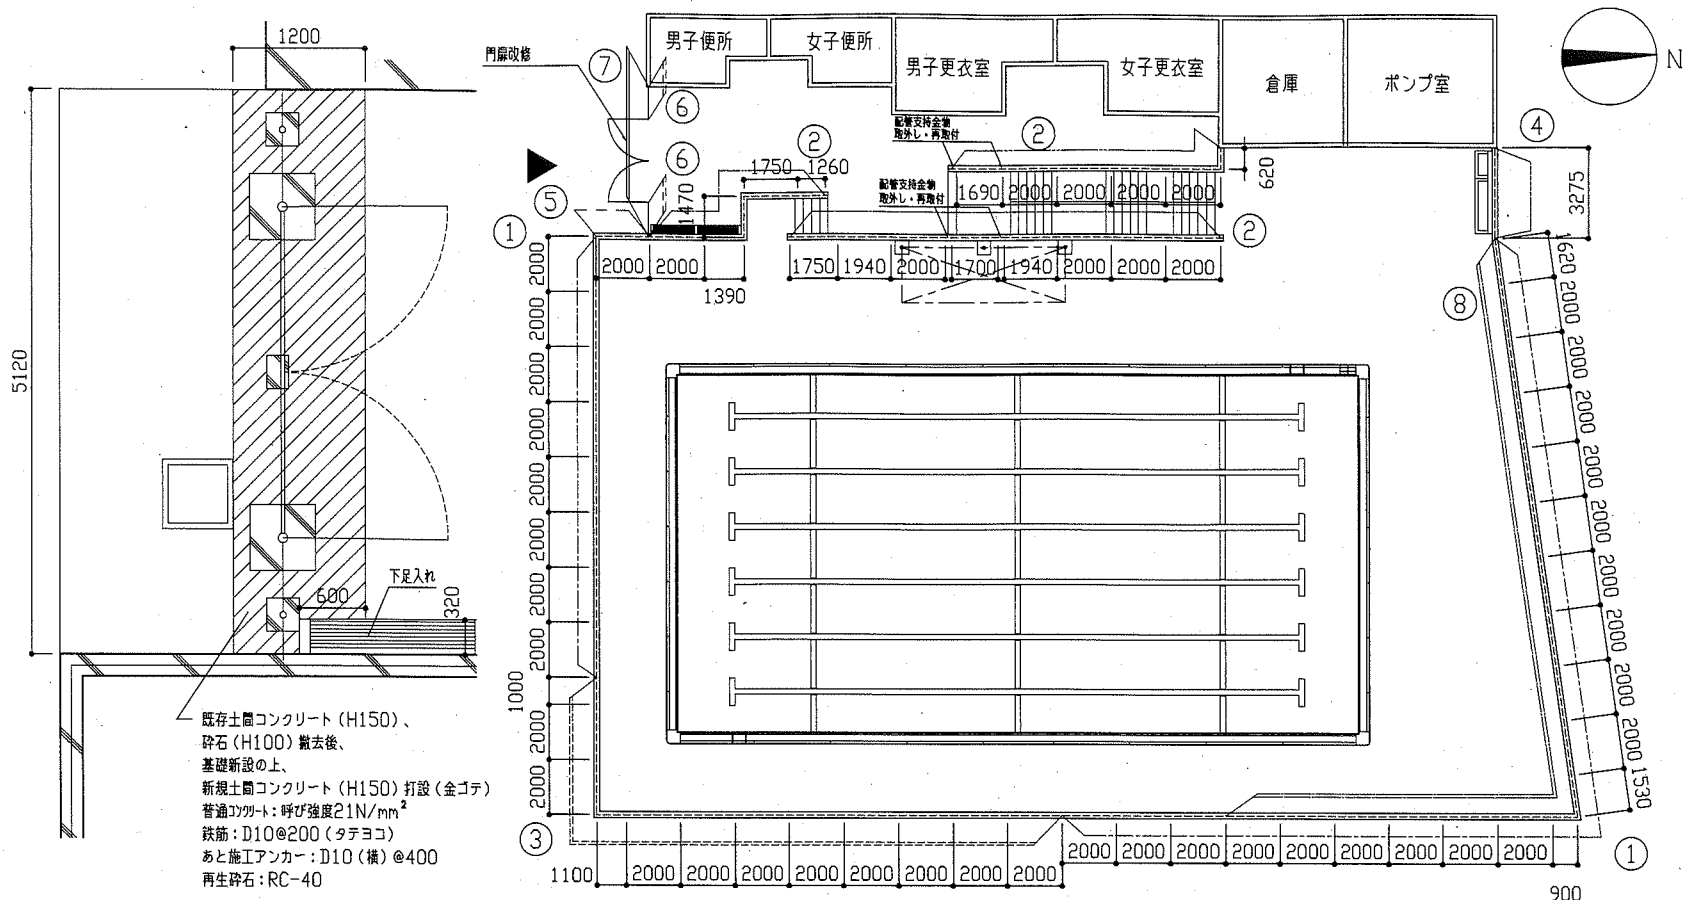 1200
5120
600
320
下足入れ
既存土間コンクリート(H150)、
砕石(H100)撤去後、
基礎新設の上、
新規土間コンクリート(H150)打設(金ゴテ)
普通コンクリート:呼び強度21N/mm²
鉄筋:D10@200(タテヨコ)
あと施工アンカー:D10(横)@400
再生砕石:RC-40
門扉改修
男子便所
女子便所
男子更衣室
女子更衣室
倉庫
ポンプ室
N
⑦
⑥
⑥
②
②
④
⑤
①
②
⑧
③
①
配管支持金物
取外し・再取付
配管支持金物
取外し・再取付
1750 1260
1470
1690 2000 2000 2000 2000
620
3275
2000 2000
1390
1750 1940 2000 1700 1940 2000 2000 2000
2000
2000
2000
2000
2000
2000
2000
2000
1000
2000
2000
1620
2000
2000
2000
2000
2000
2000
2000
2000
2000
1530
1100 2000 2000 2000 2000 2000 2000 2000 2000
2000 2000 2000 2000 2000 2000 2000 2000 2000
900